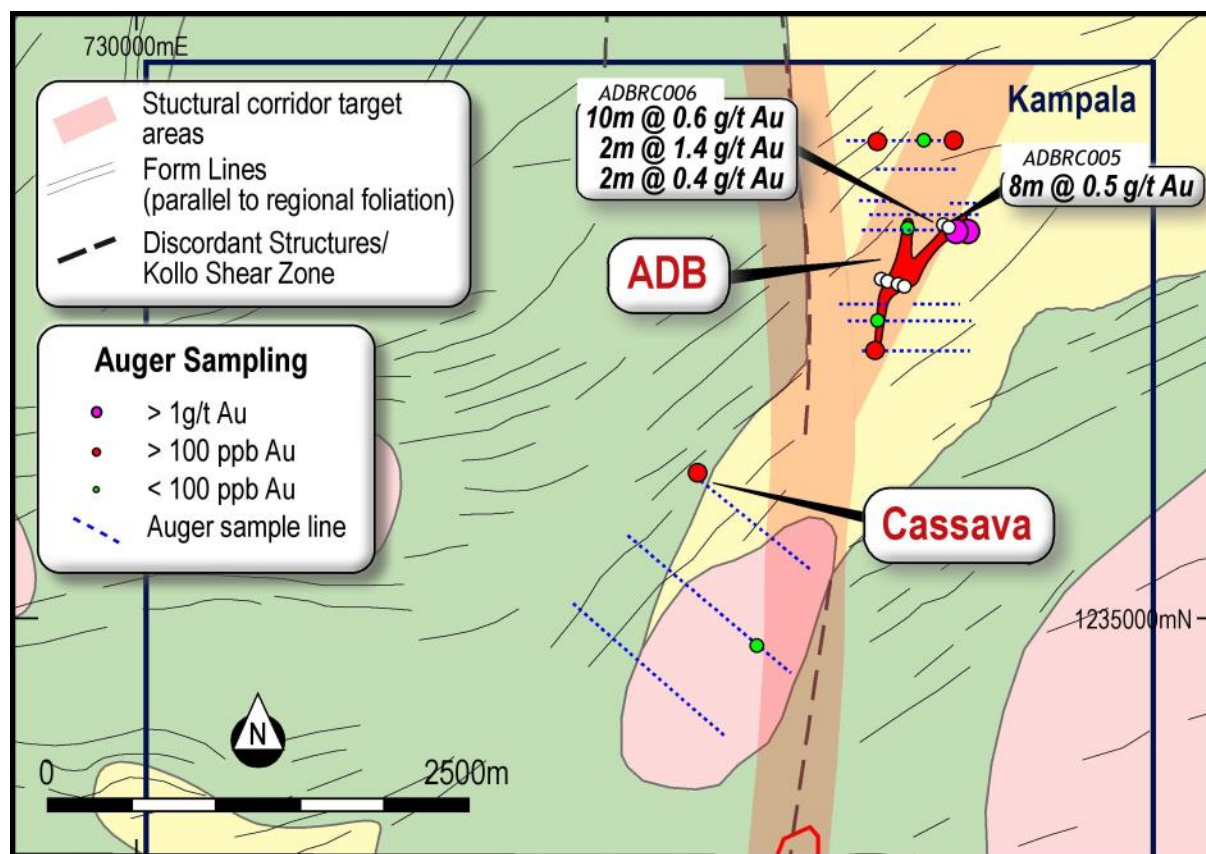 730000mE
Stuctural corridor target
areas
Form Lines
(parallel to regional foliation)
Discordant Structures/
Kollo Shear Zone
Auger Sampling
> 1g/t Au
> 100 ppb Au
< 100 ppb Au
Auger sample line
ADBRC006
10m @ 0.6 g/t Au
2m @ 1.4 g/t Au
2m @ 0.4 g/t Au
Kampala
ADBRC005
8m @ 0.5 g/t Au
ADB
Cassava
1235000mN
N
0 2500m